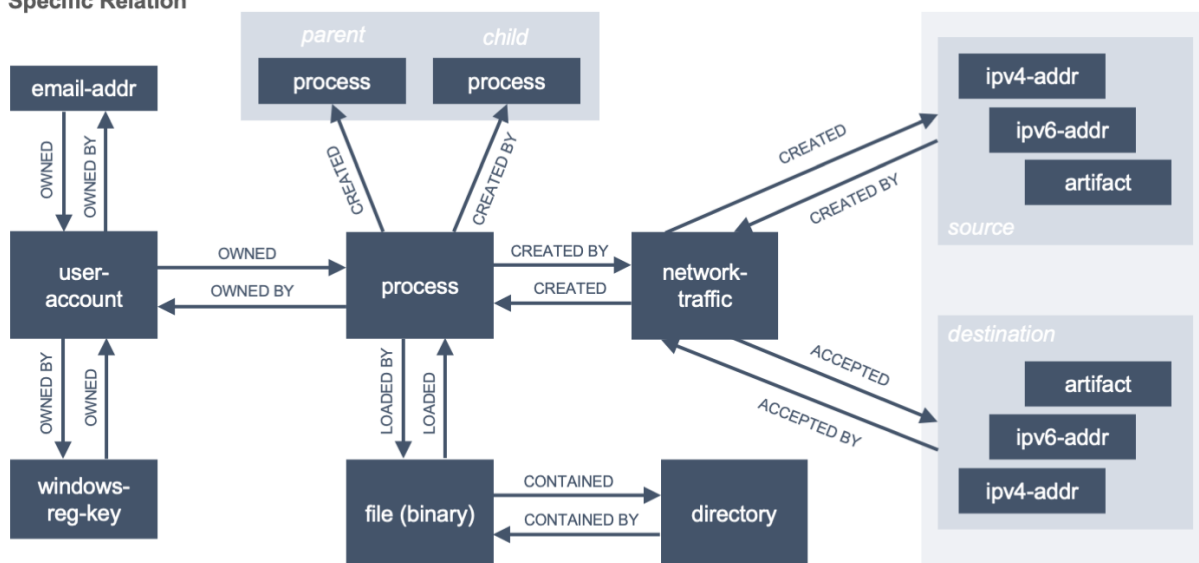 Specific Relation
parent
child
process
process
email-addr
OWNED
OWNED BY
CREATED
CREATED BY
user-
account
OWNED
OWNED BY
process
CREATED BY
CREATED
network-
traffic
CREATED
CREATED BY
ipv4-addr
ipv6-addr
artifact
source
OWNED BY
OWNED
LOADED BY
LOADED
ACCEPTED
ACCEPTED BY
destination
artifact
ipv6-addr
ipv4-addr
windows-
reg-key
file (binary)
CONTAINED
CONTAINED BY
directory